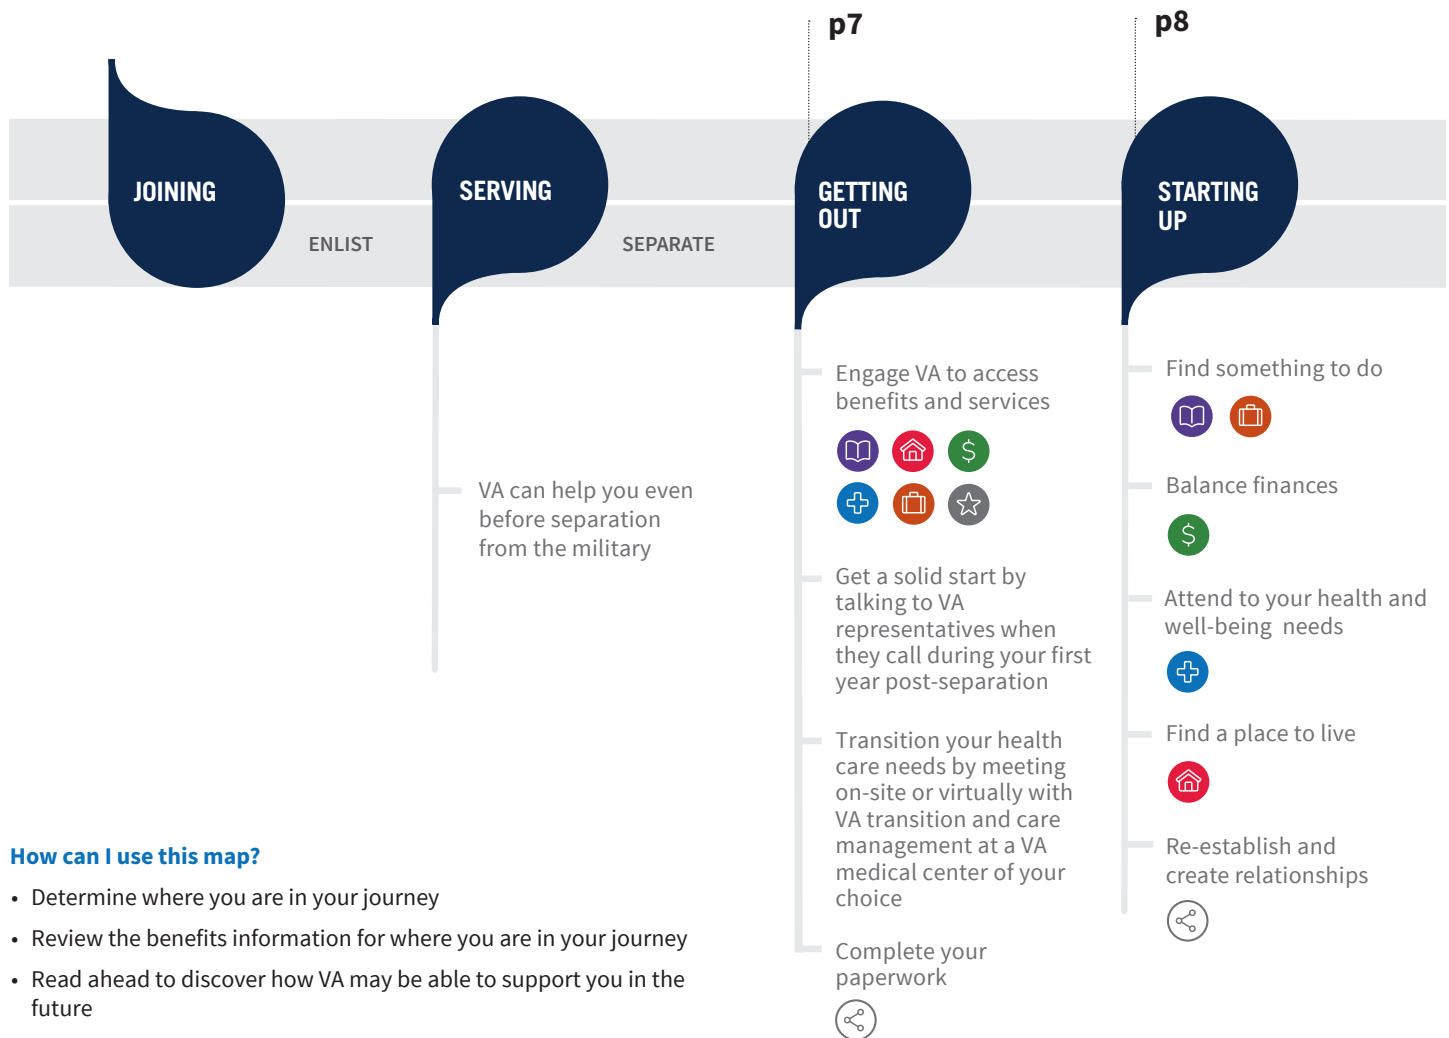 p7
p8
JOINING
ENLIST
SERVING
SEPARATE
GETTING
OUT
STARTING
UP
VA can help you even
before separation
from the military
Engage VA to access
benefits and services
Get a solid start by
talking to VA
representatives when
they call during your first
year post-separation
Transition your health
care needs by meeting
on-site or virtually with
VA transition and care
management at a VA
medical center of your
choice
Complete your
paperwork
Find something to do
Balance finances
Attend to your health and
well-being needs
Find a place to live
Re-establish and
create relationships
How can I use this map?
• Determine where you are in your journey
• Review the benefits information for where you are in your journey
• Read ahead to discover how VA may be able to support you in the
future